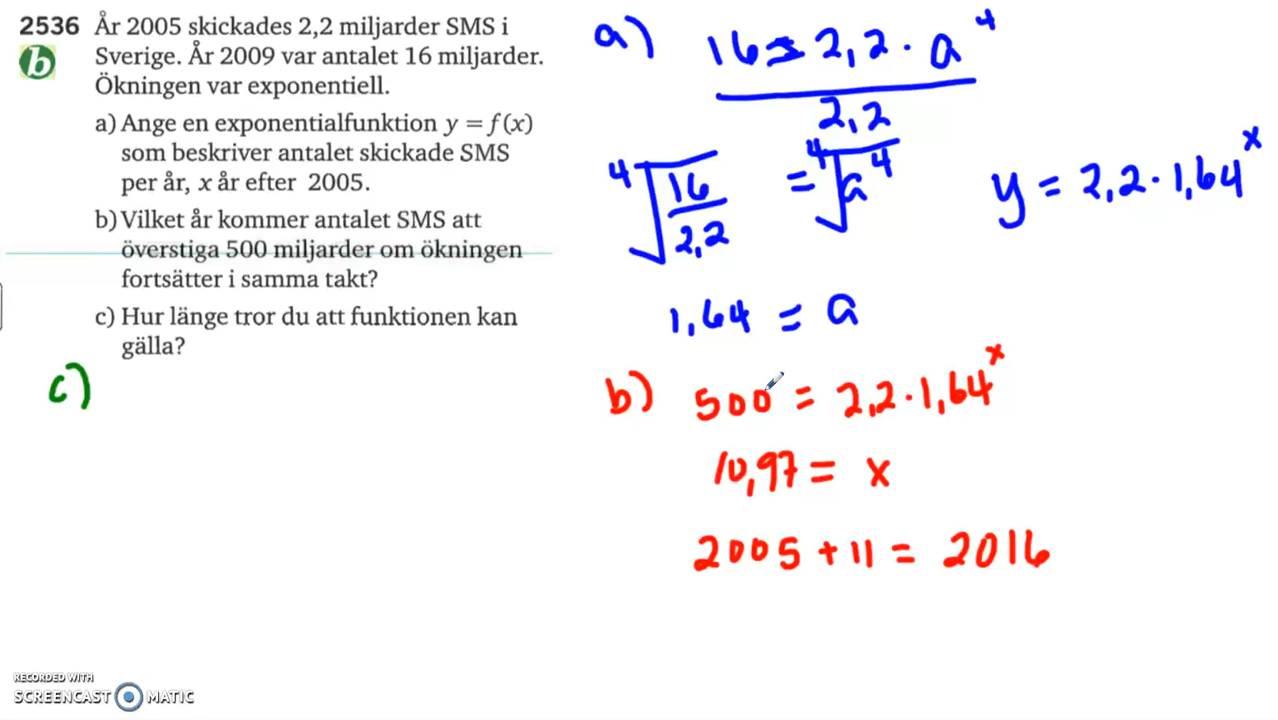 2536 År 2005 skickades 2,2 miljarder SMS i
b Sverige. År 2009 var antalet 16 miljarder.
Ökningen var exponentiell.
a) Ange en exponentialfunktion y = f(x)
som beskriver antalet skickade SMS
per år, x år efter 2005.
b) Vilket år kommer antalet SMS att
överstiga 500 miljarder om ökningen
fortsätter i samma takt?
c) Hur länge tror du att funktionen kan
gälla?
c)
a) 16 = 2,2 · a⁴
2,2
⁴√(16/2,2) = ⁴√a⁴
1,64 = a
y = 2,2 · 1,64ˣ
b) 500 = 2,2 · 1,64ˣ
10,97 = x
2005 + 11 = 2016
RECORDED WITH
SCREENCAST MATIC